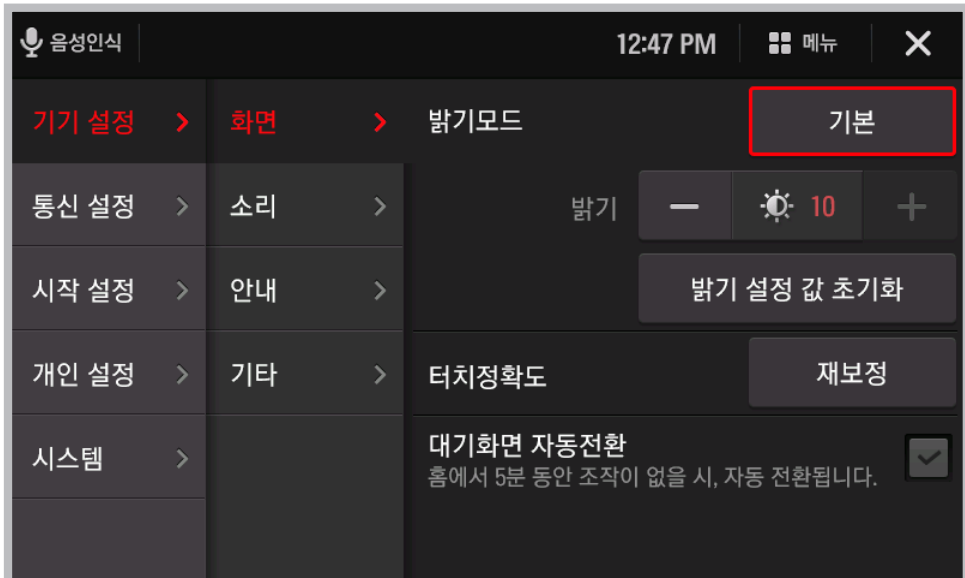 음성인식
12:47 PM
메뉴
기기 설정
통신 설정
시작 설정
개인 설정
시스템
화면
소리
안내
기타
밝기모드
기본
밝기
10
밝기 설정 값 초기화
터치정확도
재보정
대기화면 자동전환
홈에서 5분 동안 조작이 없을 시, 자동 전환됩니다.